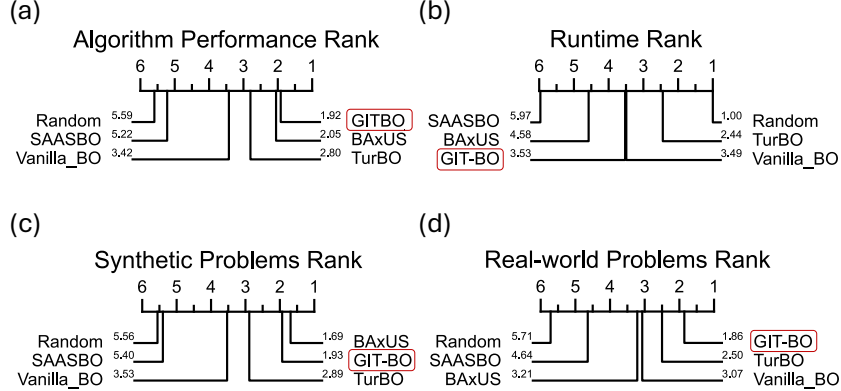 (a)
Algorithm Performance Rank
6 5 4 3 2 1
5.59 1.92
Random GITBO
5.22 2.05
SAASBO BAxUS
3.42 2.80
Vanilla_BO TurBO
(b)
Runtime Rank
6 5 4 3 2 1
5.97 1.00
SAASBO Random
4.58 2.44
BAxUS TurBO
3.53 3.49
GIT-BO Vanilla_BO
(c)
Synthetic Problems Rank
6 5 4 3 2 1
5.56 1.69
Random BAxUS
5.40 1.93
SAASBO GIT-BO
3.53 2.89
Vanilla_BO TurBO
(d)
Real-world Problems Rank
6 5 4 3 2 1
5.71 1.86
Random GIT-BO
4.64 2.50
SAASBO TurBO
3.21 3.07
BAxUS Vanilla_BO